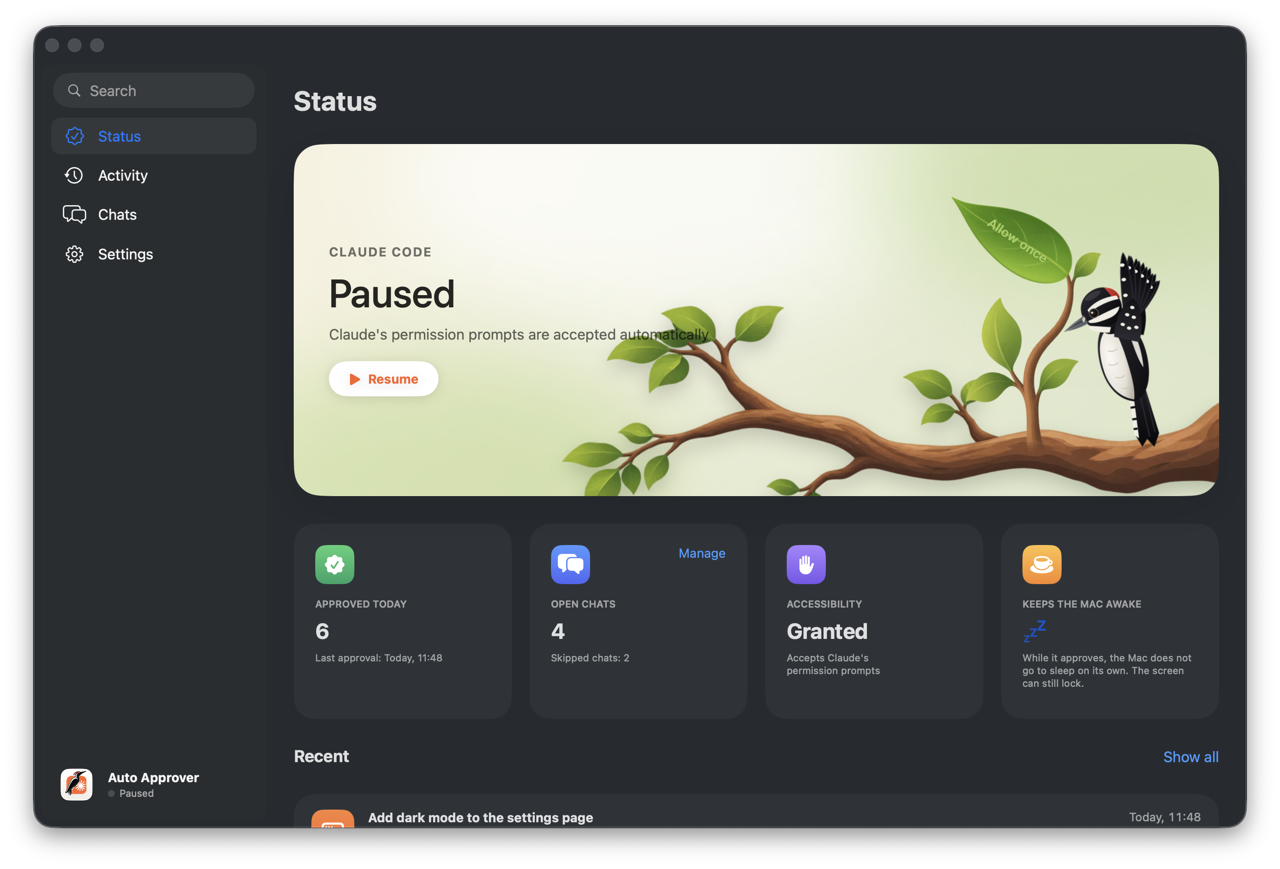 Search
Status
Activity
Chats
Settings
Auto Approver
Paused
Status
CLAUDE CODE
Paused
Claude's permission prompts are accepted automatically
Resume
Allow once
APPROVED TODAY
6
Last approval: Today, 11:48
Manage
OPEN CHATS
4
Skipped chats: 2
ACCESSIBILITY
Granted
Accepts Claude's
permission prompts
KEEPS THE MAC AWAKE
zzZ
While it approves, the Mac does not
go to sleep on its own. The screen
can still lock.
Recent
Show all
Add dark mode to the settings page
Today, 11:48